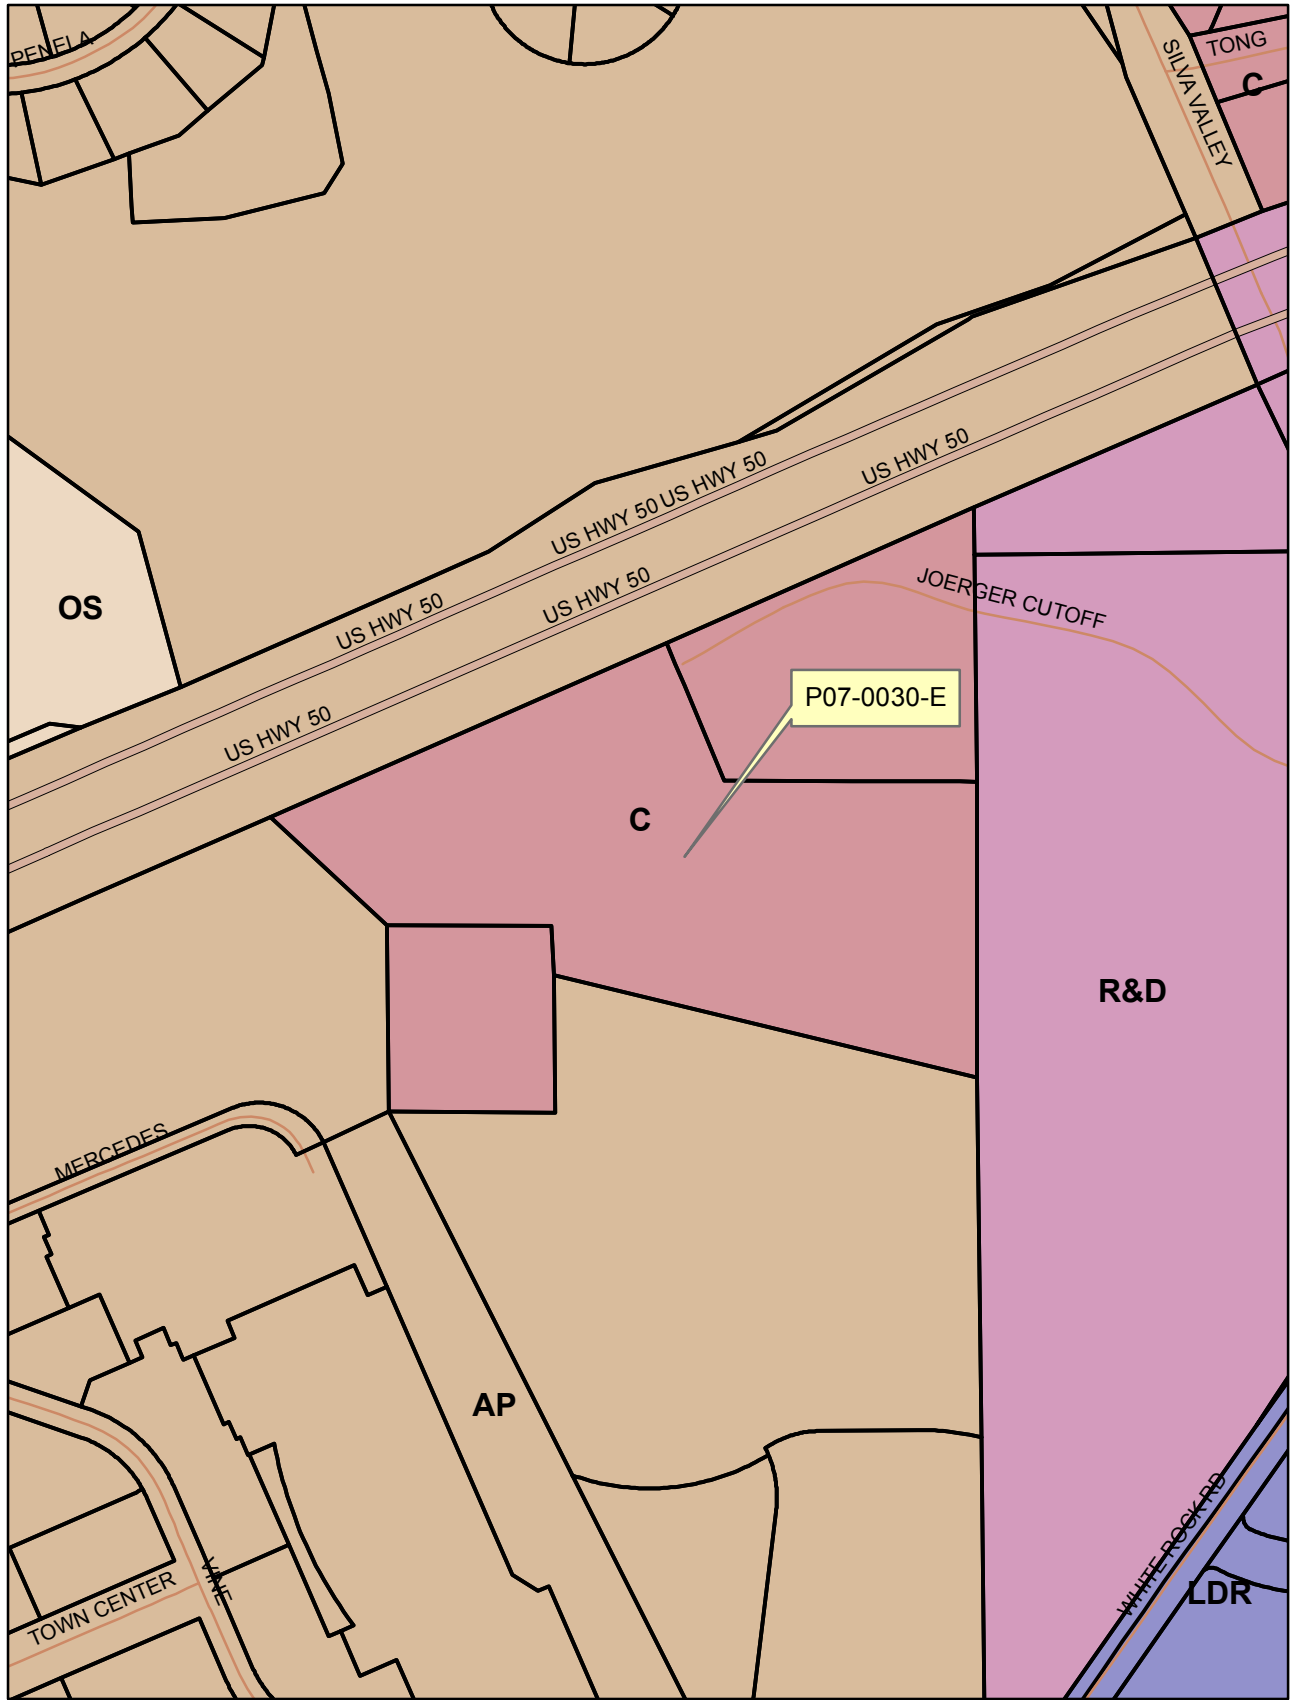 PENELA
TONG
SILVA VALLEY
C
US HWY 50
US HWY 50
US HWY 50
JOERGER CUTOFF
OS
US HWY 50
US HWY 50
P07-0030-E
US HWY 50
C
R&D
MERCEDES
AP
WHITE ROCK RD
VINE
TOWN CENTER
LDR